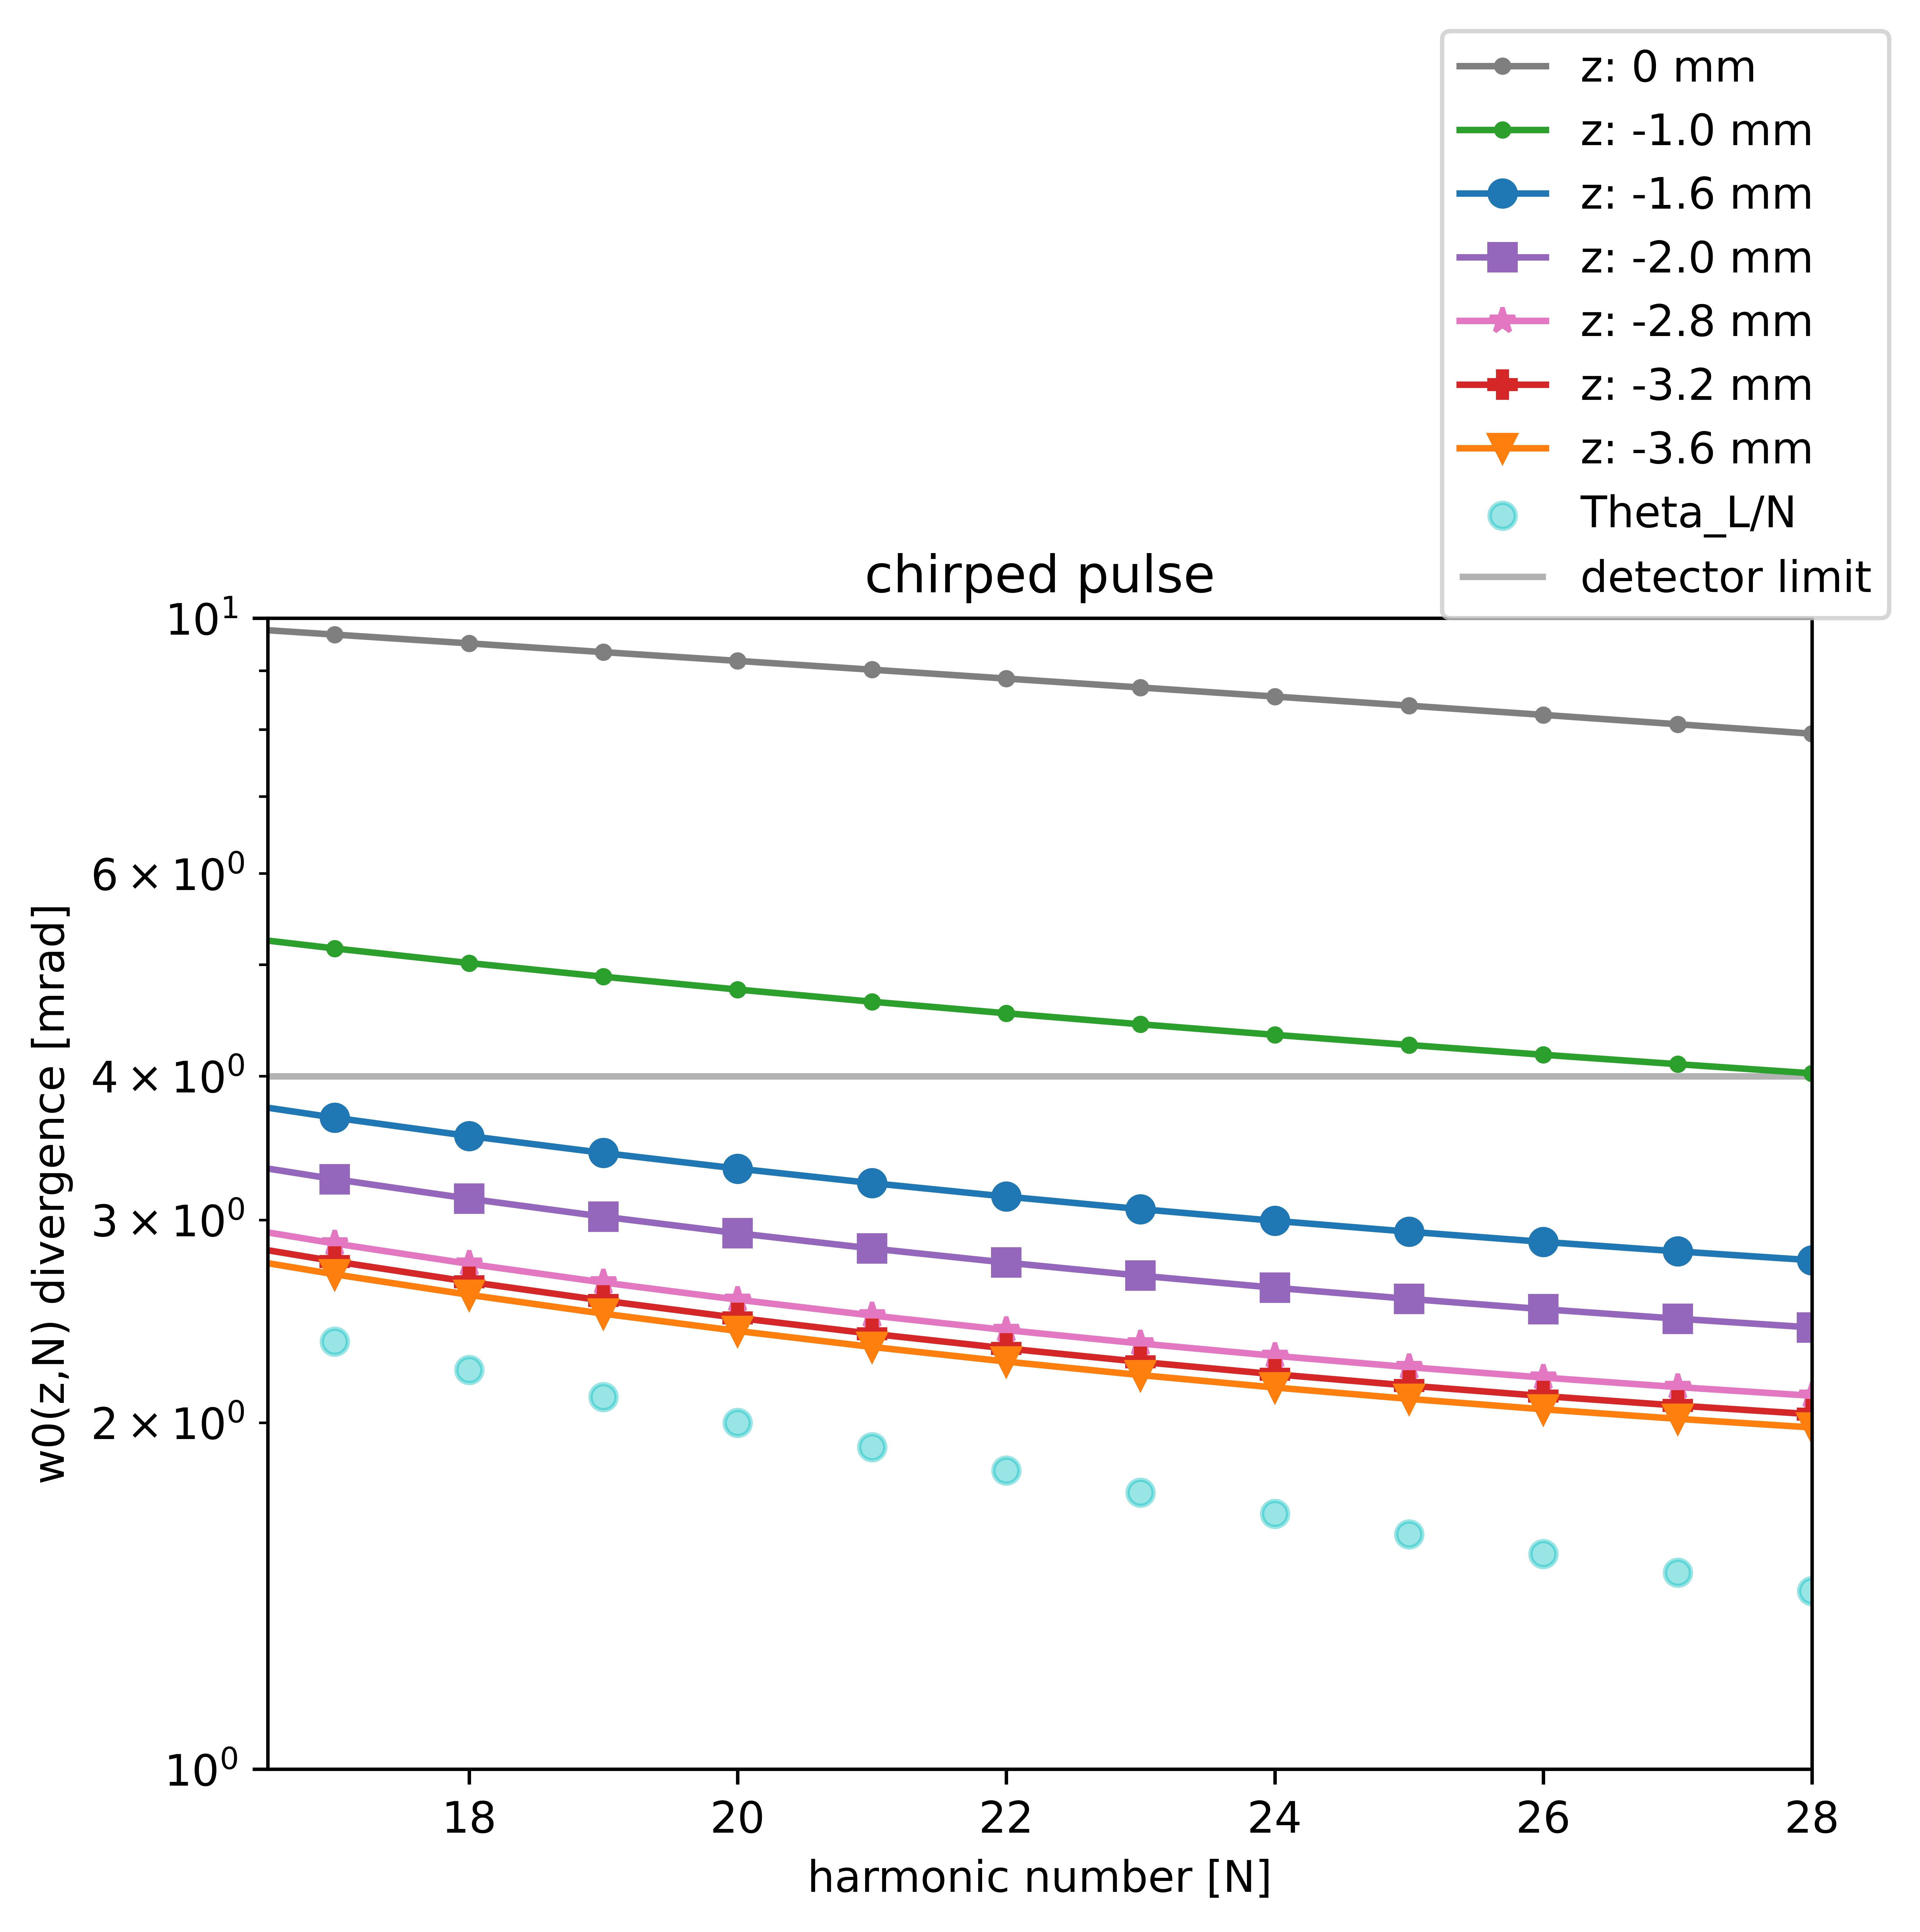 z: 0 mm
z: -1.0 mm
z: -1.6 mm
z: -2.0 mm
z: -2.8 mm
z: -3.2 mm
z: -3.6 mm
Theta_L/N
detector limit
chirped pulse
10¹
6 × 10⁰
4 × 10⁰
3 × 10⁰
2 × 10⁰
10⁰
w0(z,N) divergence [mrad]
18 20 22 24 26 28
harmonic number [N]